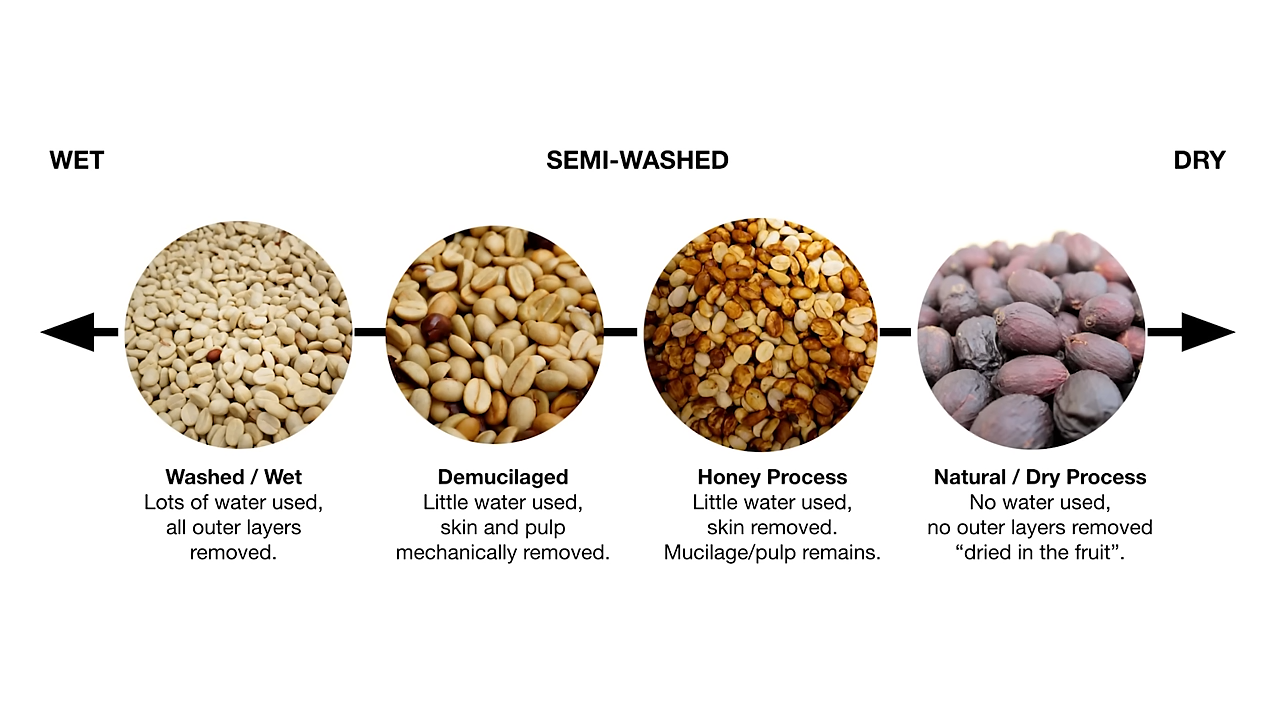 WET
SEMI-WASHED
DRY
Washed / Wet
Lots of water used,
all outer layers
removed.
Demucilaged
Little water used,
skin and pulp
mechanically removed.
Honey Process
Little water used,
skin removed.
Mucilage/pulp remains.
Natural / Dry Process
No water used,
no outer layers removed
“dried in the fruit”.